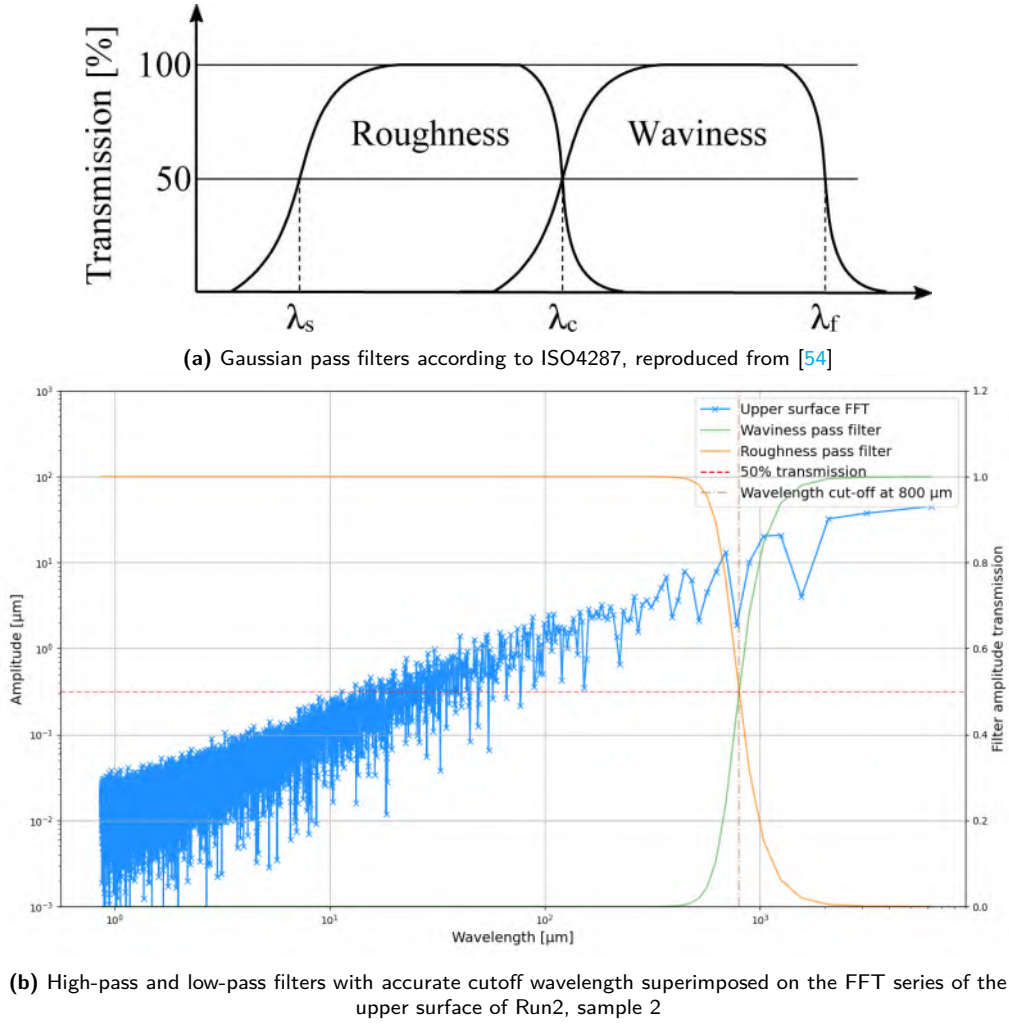 Transmission [%]
100
50
Roughness
Waviness
λs
λc
λf
(a) Gaussian pass filters according to ISO4287, reproduced from [54]
Amplitude [μm]
10³
10²
10¹
10⁰
10⁻¹
10⁻²
10⁻³
Upper surface FFT
Waviness pass filter
Roughness pass filter
50% transmission
Wavelength cut-off at 800 μm
1.2
1.0
0.8
0.6
0.4
0.2
0.0
Filter amplitude transmission
10⁰
10¹
10²
10³
Wavelength [μm]
(b) High-pass and low-pass filters with accurate cutoff wavelength superimposed on the FFT series of the
upper surface of Run2, sample 2